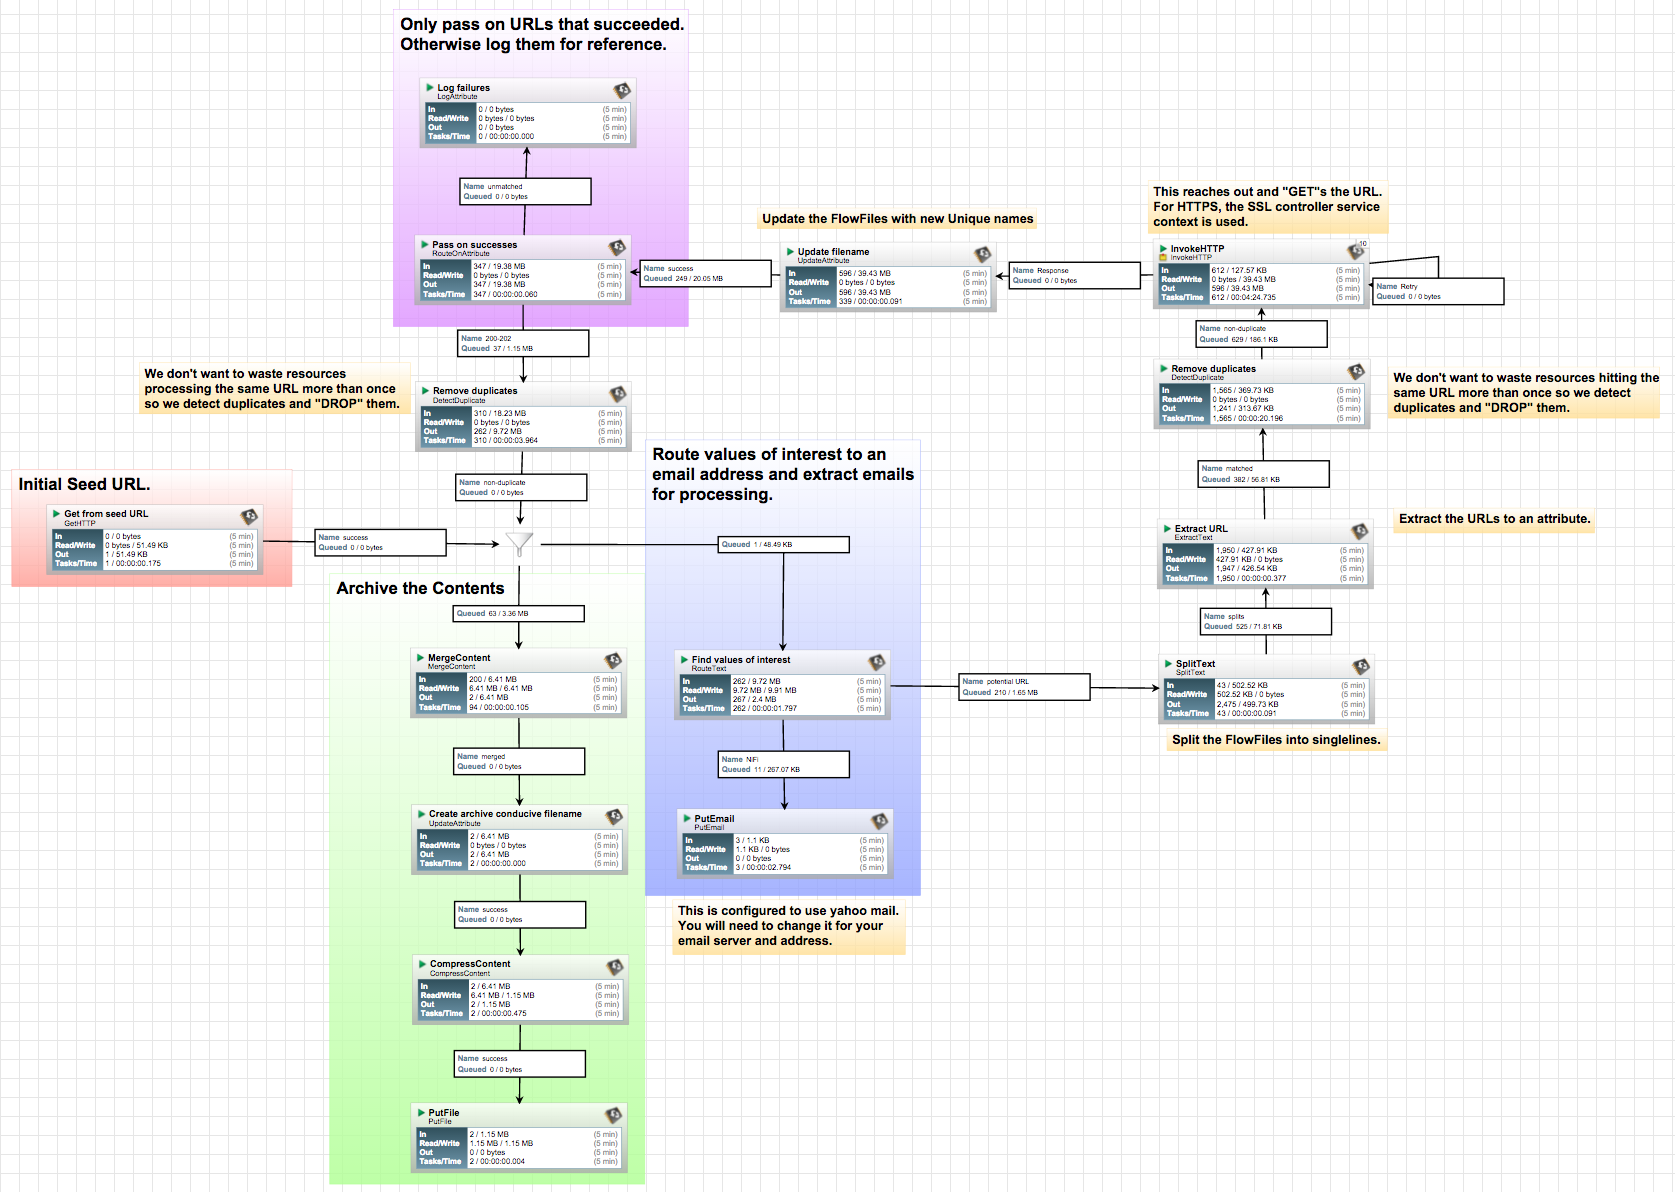 Only pass on URLs that succeeded.
Otherwise log them for reference.
Log failures
LogAttribute
In 0 / 0 bytes (5 min)
Read/Write 0 bytes / 0 bytes (5 min)
Out 0 / 0 bytes (5 min)
Tasks/Time 0 / 00:00:00.000 (5 min)
Name unmatched
Queued 0 / 0 bytes
Pass on successes
RouteOnAttribute
In 347 / 19.38 MB (5 min)
Read/Write 0 bytes / 0 bytes (5 min)
Out 347 / 19.38 MB (5 min)
Tasks/Time 347 / 00:00:00.060 (5 min)
Name success
Queued 249 / 20.05 MB
Update the FlowFiles with new Unique names
Update filename
UpdateAttribute
In 596 / 39.43 MB (5 min)
Read/Write 0 bytes / 0 bytes (5 min)
Out 596 / 39.43 MB (5 min)
Tasks/Time 339 / 00:00:00.091 (5 min)
Name Response
Queued 0 / 0 bytes
This reaches out and "GET"s the URL.
For HTTPS, the SSL controller service
context is used.
InvokeHTTP
InvokeHTTP
10
In 612 / 127.57 KB (5 min)
Read/Write 0 bytes / 39.43 MB (5 min)
Out 596 / 39.43 MB (5 min)
Tasks/Time 612 / 00:04:24.735 (5 min)
Name Retry
Queued 0 / 0 bytes
Name non-duplicate
Queued 629 / 186.1 KB
Name 200-202
Queued 37 / 1.15 MB
We don't want to waste resources
processing the same URL more than once
so we detect duplicates and "DROP" them.
Remove duplicates
DetectDuplicate
In 310 / 18.23 MB (5 min)
Read/Write 0 bytes / 0 bytes (5 min)
Out 262 / 9.72 MB (5 min)
Tasks/Time 310 / 00:00:03.964 (5 min)
Remove duplicates
DetectDuplicate
In 1,565 / 369.73 KB (5 min)
Read/Write 0 bytes / 0 bytes (5 min)
Out 1,241 / 313.67 KB (5 min)
Tasks/Time 1,565 / 00:00:20.196 (5 min)
We don't want to waste resources hitting the
same URL more than once so we detect
duplicates and "DROP" them.
Name matched
Queued 382 / 56.81 KB
Name non-duplicate
Queued 0 / 0 bytes
Initial Seed URL.
Get from seed URL
GetHTTP
In 0 / 0 bytes (5 min)
Read/Write 0 bytes / 51.49 KB (5 min)
Out 1 / 51.49 KB (5 min)
Tasks/Time 1 / 00:00:00.175 (5 min)
Name success
Queued 0 / 0 bytes
Route values of interest to an
email address and extract emails
for processing.
Queued 1 / 48.49 KB
Extract the URLs to an attribute.
Extract URL
ExtractText
In 1,950 / 427.91 KB (5 min)
Read/Write 427.91 KB / 0 bytes (5 min)
Out 1,947 / 426.54 KB (5 min)
Tasks/Time 1,950 / 00:00:00.377 (5 min)
Name splits
Queued 525 / 71.81 KB
Archive the Contents
Queued 63 / 3.36 MB
MergeContent
MergeContent
In 200 / 6.41 MB (5 min)
Read/Write 6.41 MB / 6.41 MB (5 min)
Out 2 / 6.41 MB (5 min)
Tasks/Time 94 / 00:00:00.105 (5 min)
Find values of interest
RouteText
In 262 / 9.72 MB (5 min)
Read/Write 9.72 MB / 9.91 MB (5 min)
Out 267 / 2.4 MB (5 min)
Tasks/Time 262 / 00:00:01.797 (5 min)
Name potential URL
Queued 210 / 1.65 MB
SplitText
SplitText
In 43 / 502.52 KB (5 min)
Read/Write 502.52 KB / 0 bytes (5 min)
Out 2,475 / 499.73 KB (5 min)
Tasks/Time 43 / 00:00:00.091 (5 min)
Split the FlowFiles into singlelines.
Name merged
Queued 0 / 0 bytes
Name NiFi
Queued 11 / 267.07 KB
Create archive conducive filename
UpdateAttribute
In 2 / 6.41 MB (5 min)
Read/Write 0 bytes / 0 bytes (5 min)
Out 2 / 6.41 MB (5 min)
Tasks/Time 2 / 00:00:00.000 (5 min)
PutEmail
PutEmail
In 3 / 1.1 KB (5 min)
Read/Write 1.1 KB / 0 bytes (5 min)
Out 0 / 0 bytes (5 min)
Tasks/Time 3 / 00:00:02.794 (5 min)
This is configured to use yahoo mail.
You will need to change it for your
email server and address.
Name success
Queued 0 / 0 bytes
CompressContent
CompressContent
In 2 / 6.41 MB (5 min)
Read/Write 6.41 MB / 1.15 MB (5 min)
Out 2 / 1.15 MB (5 min)
Tasks/Time 2 / 00:00:00.475 (5 min)
Name success
Queued 0 / 0 bytes
PutFile
PutFile
In 2 / 1.15 MB (5 min)
Read/Write 1.15 MB / 1.15 MB (5 min)
Out 0 / 0 bytes (5 min)
Tasks/Time 2 / 00:00:00.004 (5 min)